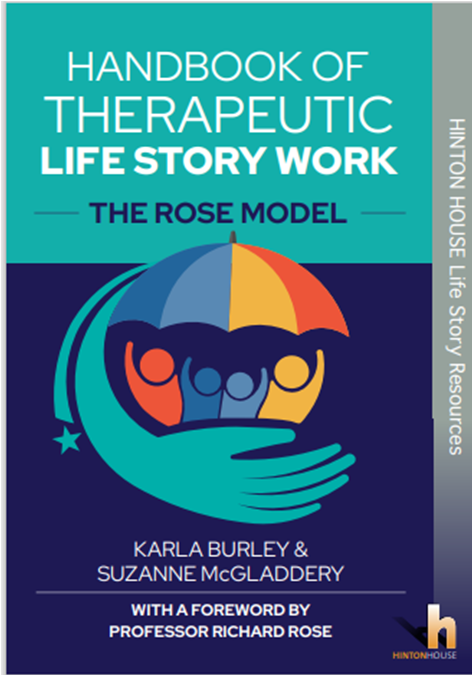 HANDBOOK OF
THERAPEUTIC
LIFE STORY WORK
THE ROSE MODEL
HINTON HOUSE Life Story Resources
KARLA BURLEY &
SUZANNE McGLADDERY
WITH A FOREWORD BY
PROFESSOR RICHARD ROSE
h
HINTONHOUSE